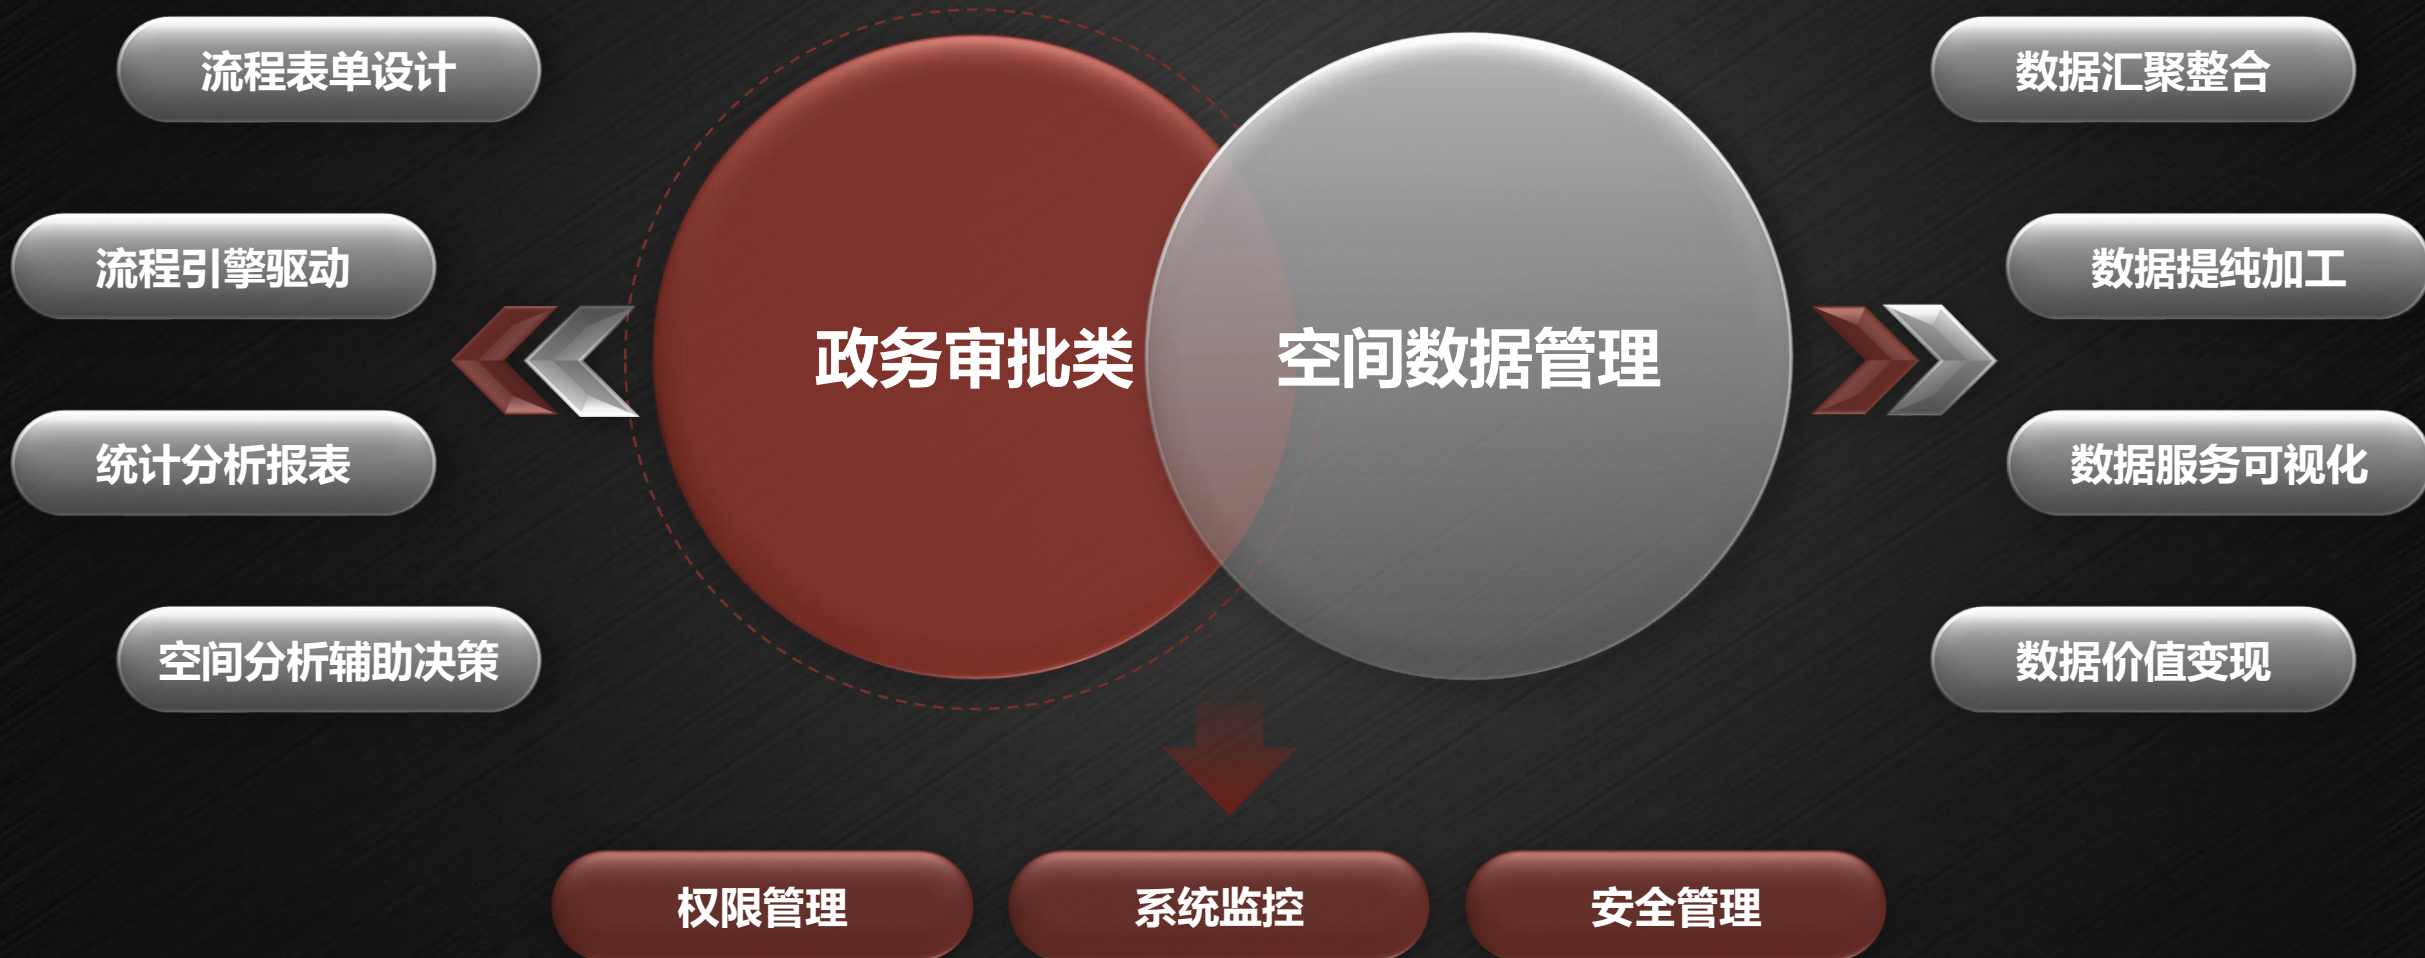 流程表单设计
流程引擎驱动
统计分析报表
空间分析辅助决策
政务审批类
空间数据管理
数据汇聚整合
数据提纯加工
数据服务可视化
数据价值变现
权限管理
系统监控
安全管理